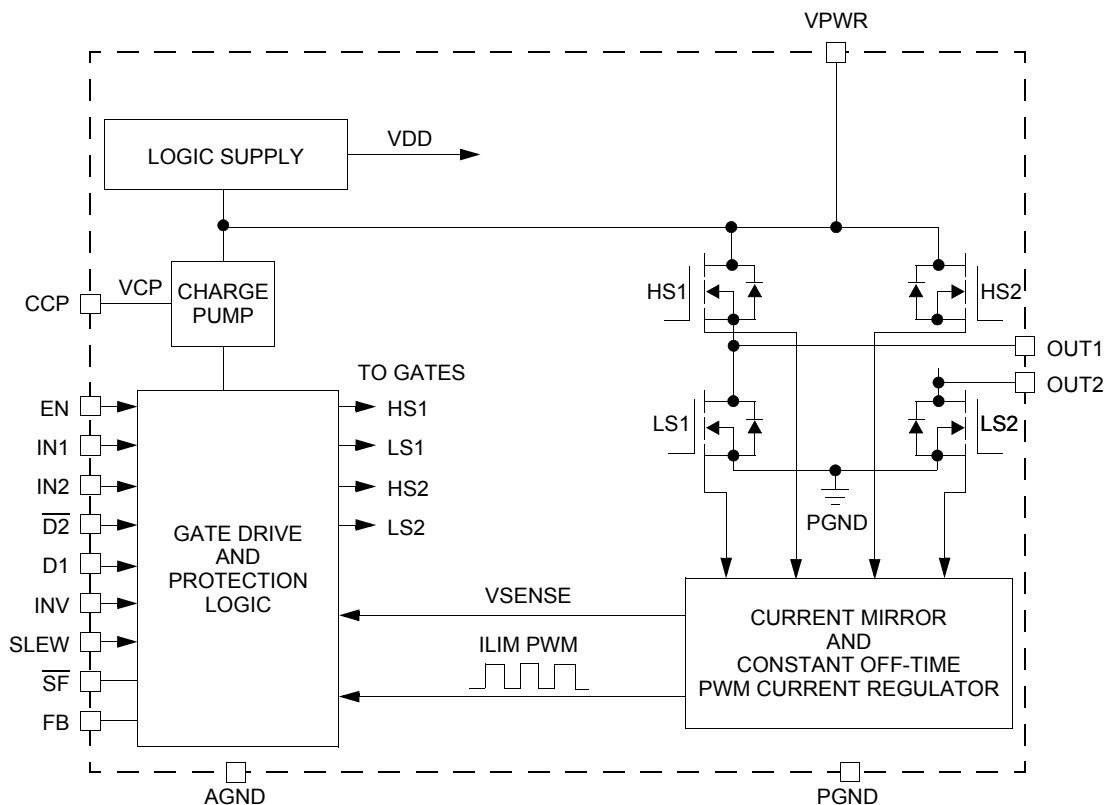 VPWR
LOGIC SUPPLY
VDD
CCP
VCP
CHARGE
PUMP
HS1
HS2
OUT1
OUT2
TO GATES
EN
HS1
LS1
LS2
IN1
LS1
IN2
HS2
D2
LS2
PGND
D1
GATE DRIVE
AND
PROTECTION
LOGIC
INV
VSENSE
SLEW
ILIM PWM
CURRENT MIRROR
AND
CONSTANT OFF-TIME
PWM CURRENT REGULATOR
SF
FB
AGND
PGND